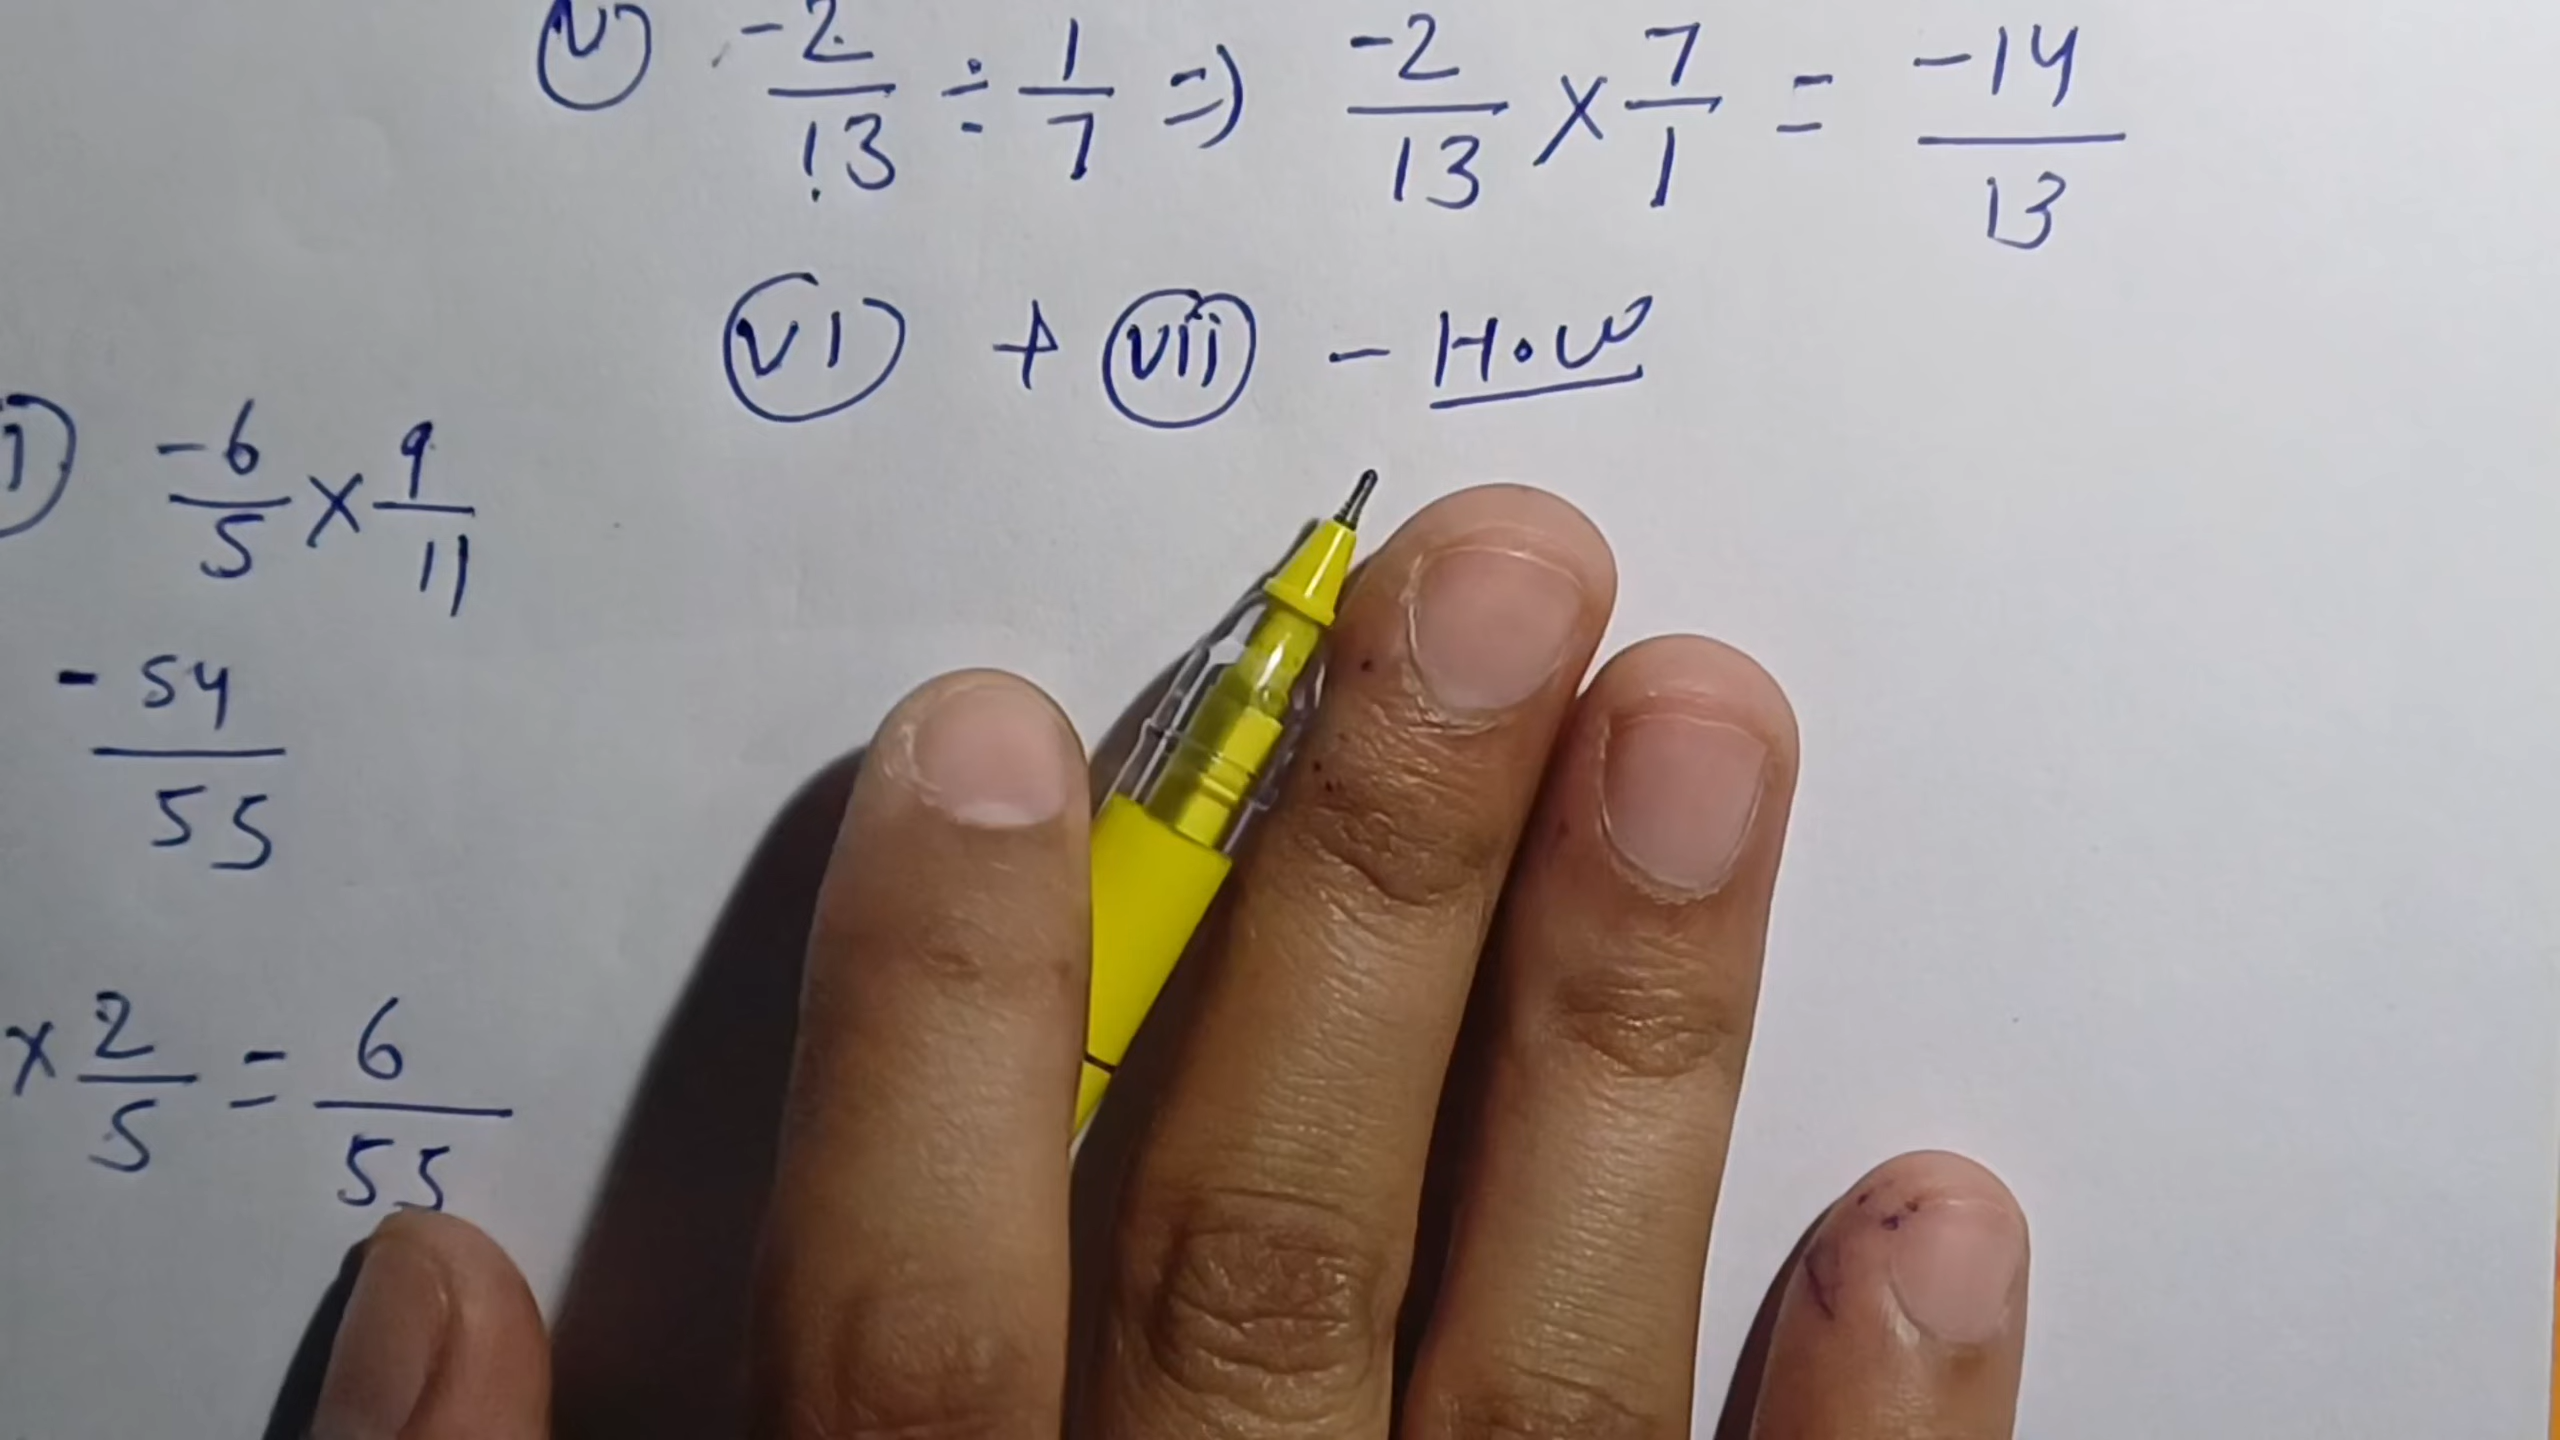 (v) -2/13 ÷ 1/7 => -2/13 × 7/1 = -14/13
(vi) + (vii) - H.W
-6/5 × 9/11
-54/55
× 2/5 = 6/55